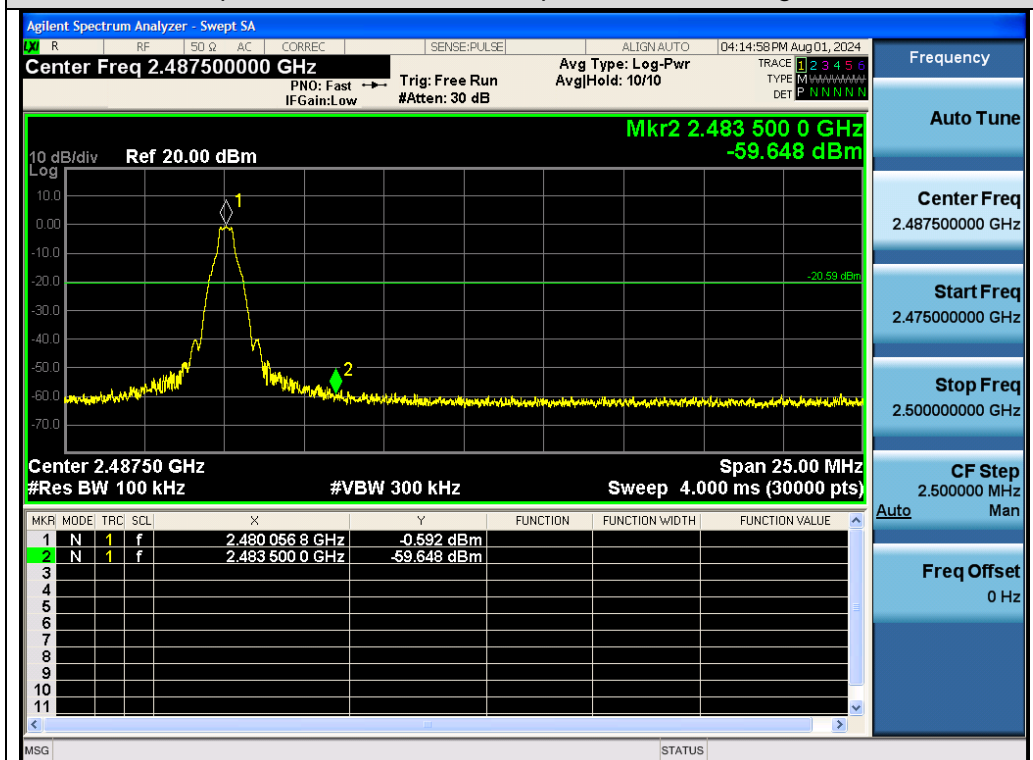 Agilent Spectrum Analyzer - Swept SA
LXI R RF 50 Ω AC CORREC SENSE:PULSE ALIGN AUTO 04:14:58 PM Aug 01, 2024
Center Freq 2.487500000 GHz
PNO: Fast
IFGain:Low
Trig: Free Run
#Atten: 30 dB
Avg Type: Log-Pwr
Avg|Hold: 10/10
TRACE 1 2 3 4 5 6
TYPE M
DET P N N N N N
Mkr2 2.483 500 0 GHz
-59.648 dBm
10 dB/div Ref 20.00 dBm
Log
10.0
0.00
-10.0
-20.0
-30.0
-40.0
-50.0
-60.0
-70.0
1
-20.59 dBm
2
Center 2.48750 GHz Span 25.00 MHz
#Res BW 100 kHz #VBW 300 kHz Sweep 4.000 ms (30000 pts)
MKR MODE TRC SCL X Y FUNCTION FUNCTION WIDTH FUNCTION VALUE
1 N 1 f 2.480 056 8 GHz -0.592 dBm
2 N 1 f 2.483 500 0 GHz -59.648 dBm
3
4
5
6
7
8
9
10
11
MSG STATUS
Frequency
Auto Tune
Center Freq
2.487500000 GHz
Start Freq
2.475000000 GHz
Stop Freq
2.500000000 GHz
CF Step
2.500000 MHz
Auto Man
Freq Offset
0 Hz